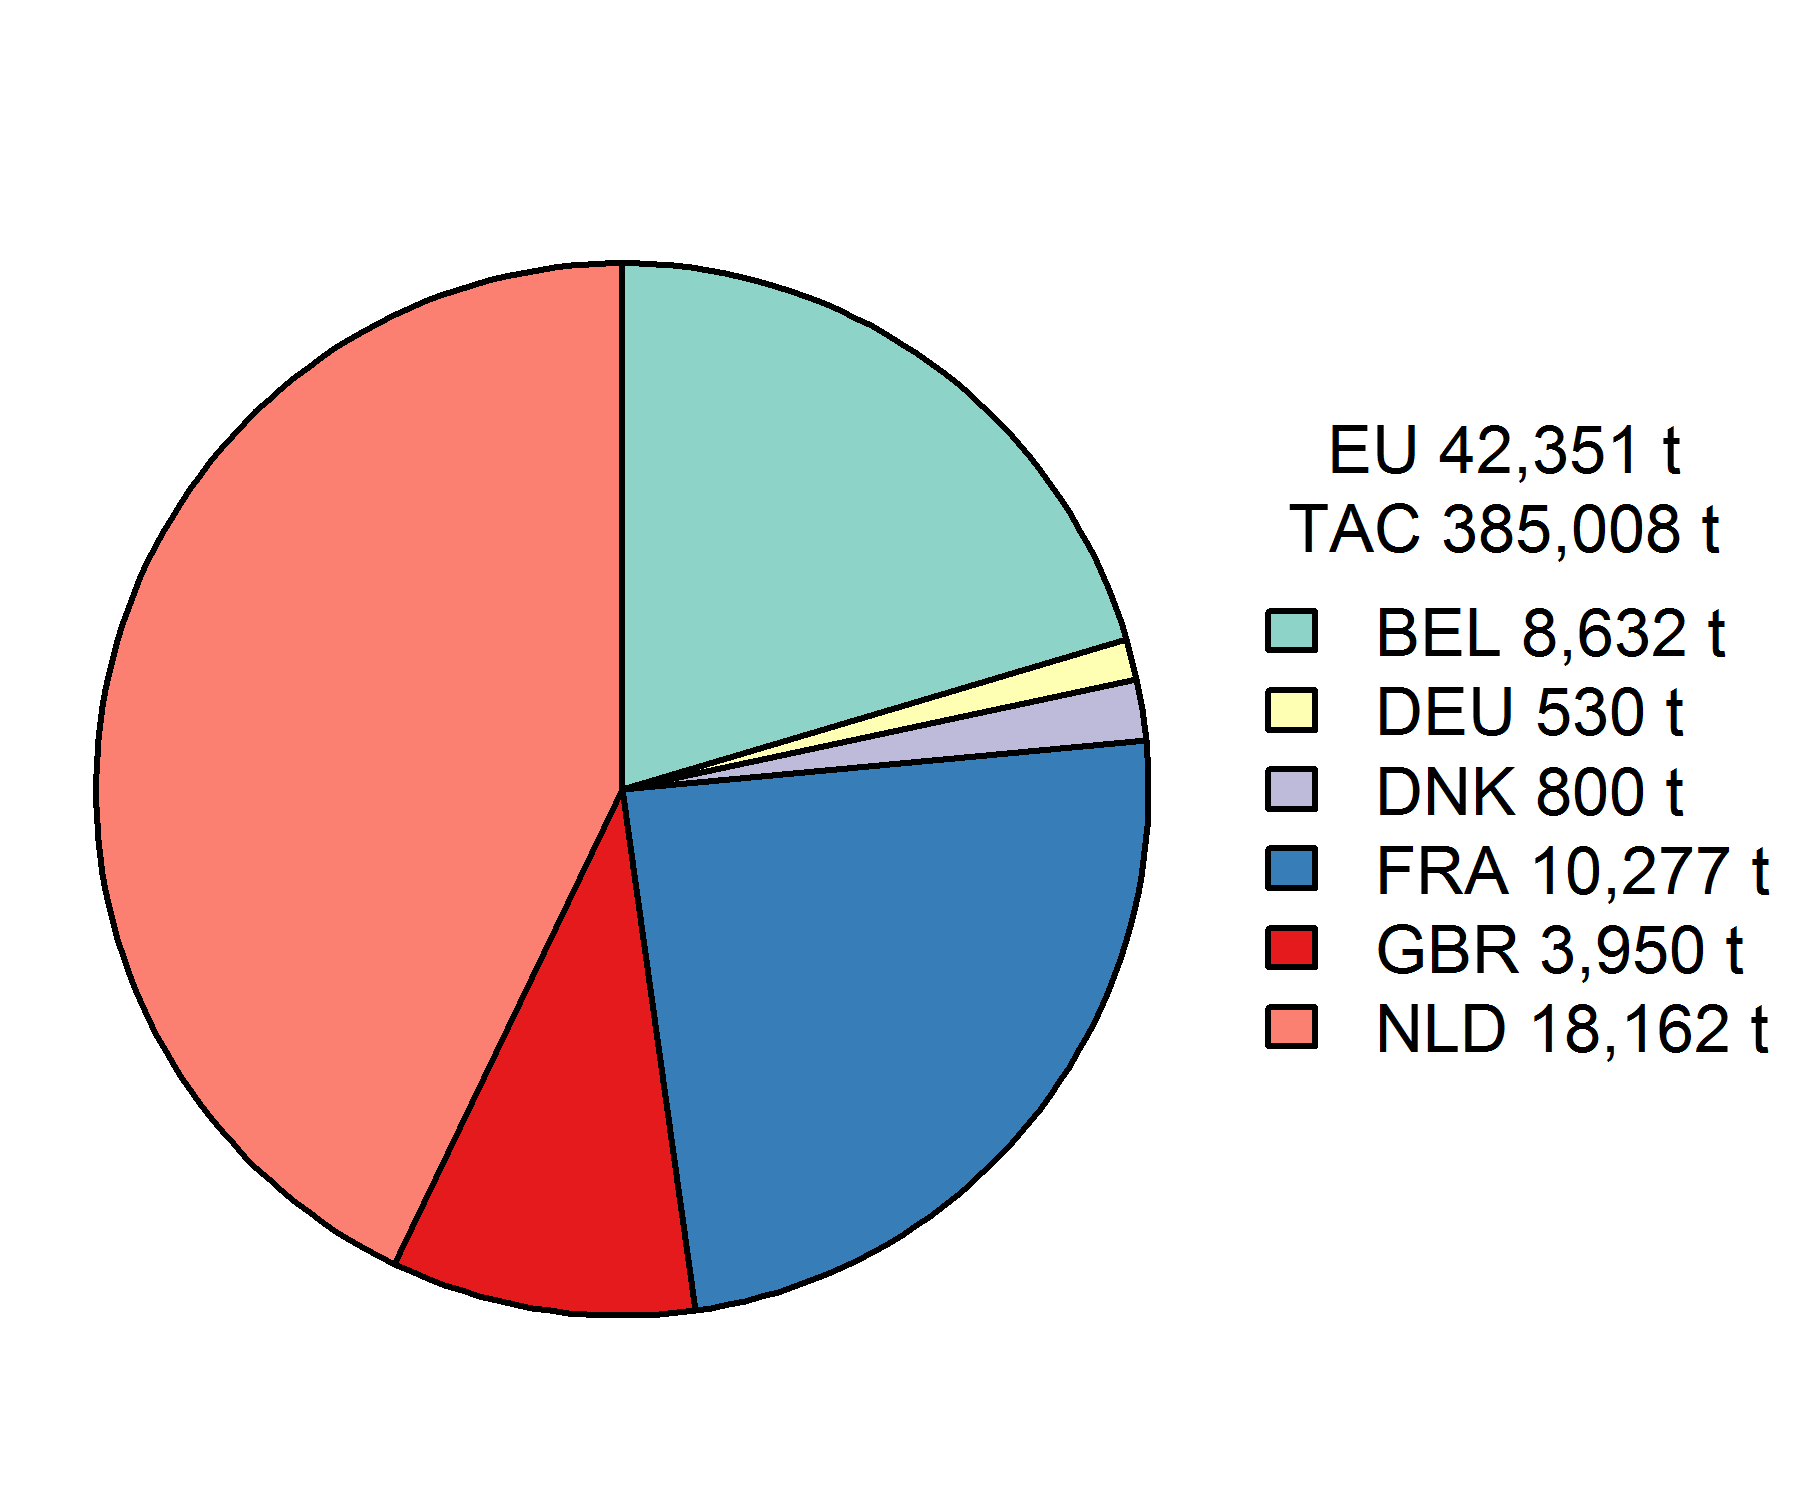 EU 42,351 t
TAC 385,008 t
BEL 8,632 t
DEU 530 t
DNK 800 t
FRA 10,277 t
GBR 3,950 t
NLD 18,162 t